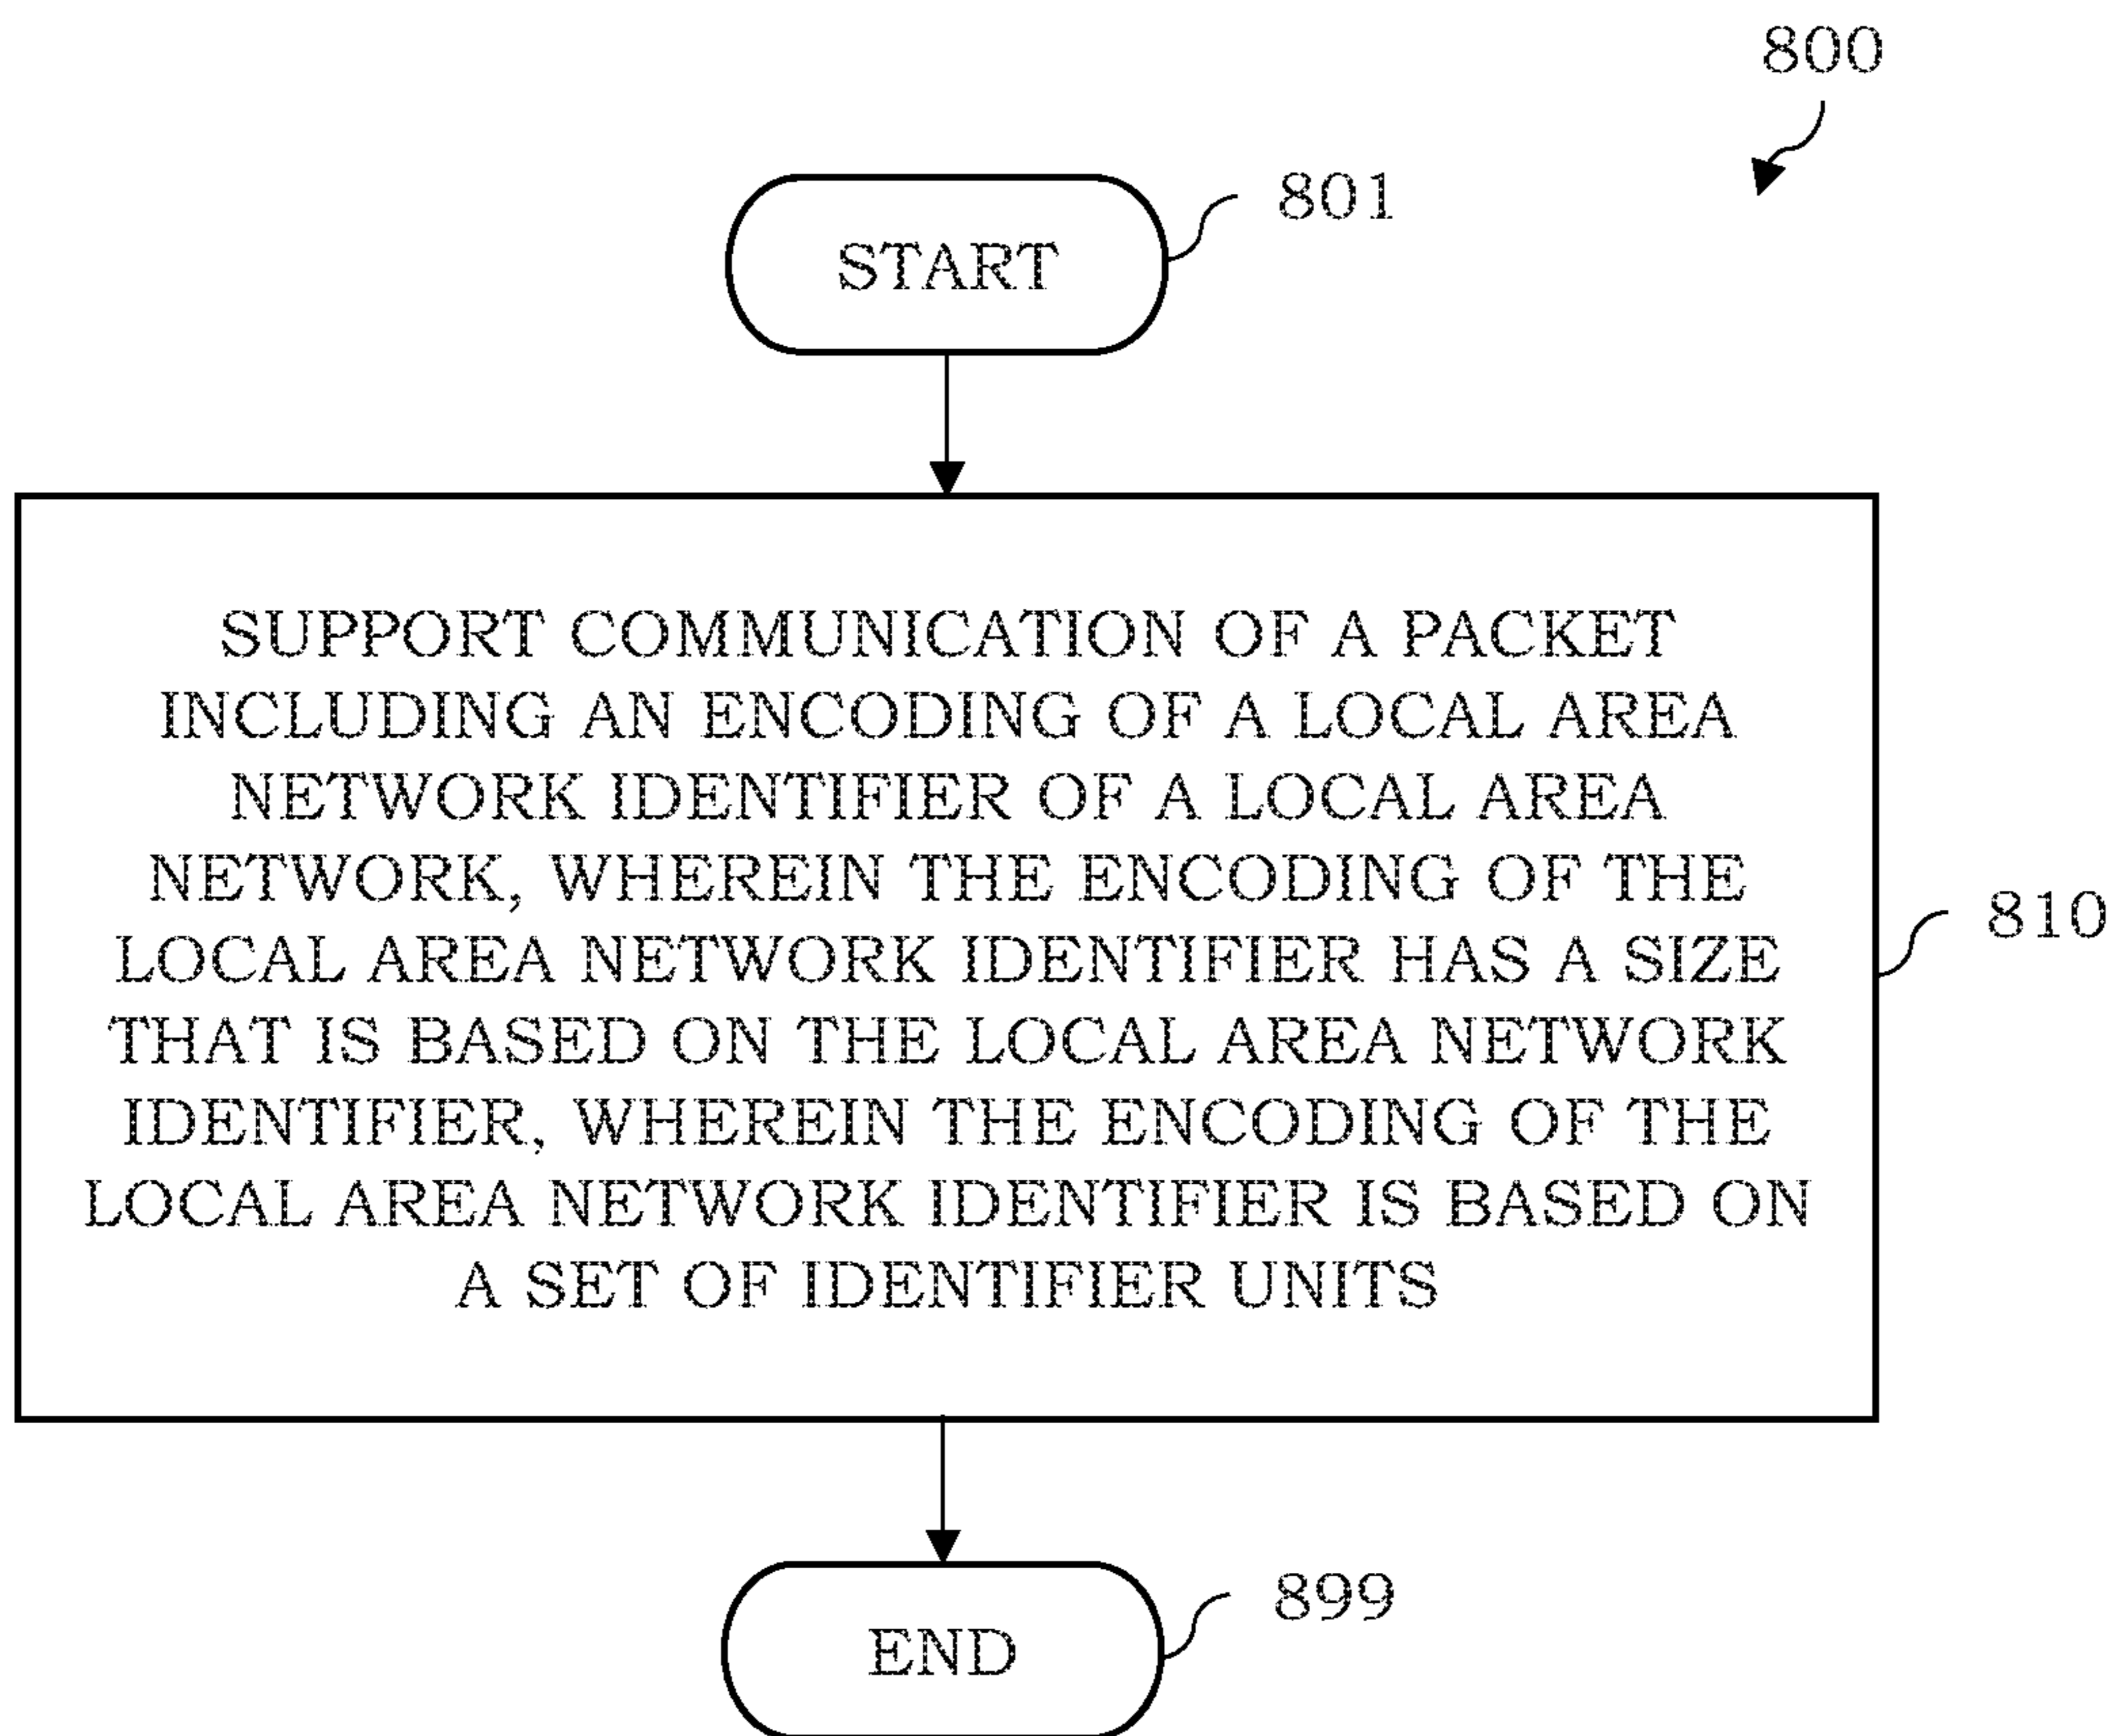 800
801
START
SUPPORT COMMUNICATION OF A PACKET
INCLUDING AN ENCODING OF A LOCAL AREA
NETWORK IDENTIFIER OF A LOCAL AREA
NETWORK, WHEREIN THE ENCODING OF THE
LOCAL AREA NETWORK IDENTIFIER HAS A SIZE
THAT IS BASED ON THE LOCAL AREA NETWORK
IDENTIFIER, WHEREIN THE ENCODING OF THE
LOCAL AREA NETWORK IDENTIFIER IS BASED ON
A SET OF IDENTIFIER UNITS
810
899
END